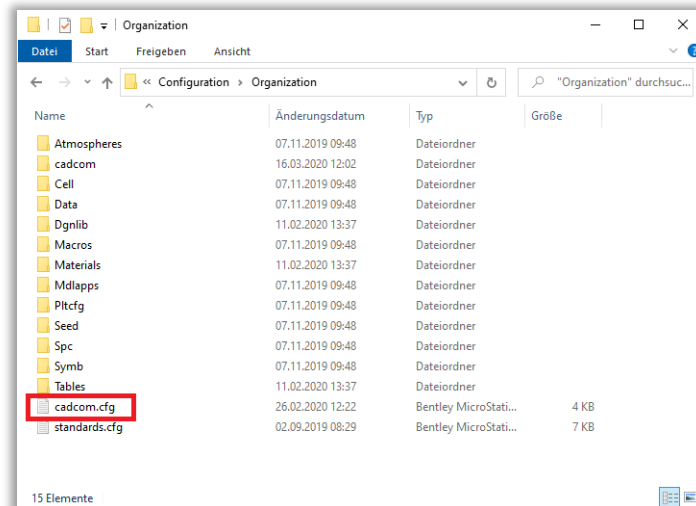 Organization
Datei Start Freigeben Ansicht
« Configuration › Organization "Organization" durchsuc...
Name Änderungsdatum Typ Größe
Atmospheres 07.11.2019 09:48 Dateiordner
cadcom 16.03.2020 12:02 Dateiordner
Cell 07.11.2019 09:48 Dateiordner
Data 07.11.2019 09:48 Dateiordner
Dgnlib 11.02.2020 13:37 Dateiordner
Macros 07.11.2019 09:48 Dateiordner
Materials 11.02.2020 13:37 Dateiordner
Mdlapps 07.11.2019 09:48 Dateiordner
Pltcfg 07.11.2019 09:48 Dateiordner
Seed 07.11.2019 09:48 Dateiordner
Spc 07.11.2019 09:48 Dateiordner
Symb 07.11.2019 09:48 Dateiordner
Tables 11.02.2020 13:37 Dateiordner
cadcom.cfg 26.02.2020 12:22 Bentley MicroStati... 4 KB
standards.cfg 02.09.2019 08:29 Bentley MicroStati... 7 KB
15 Elemente